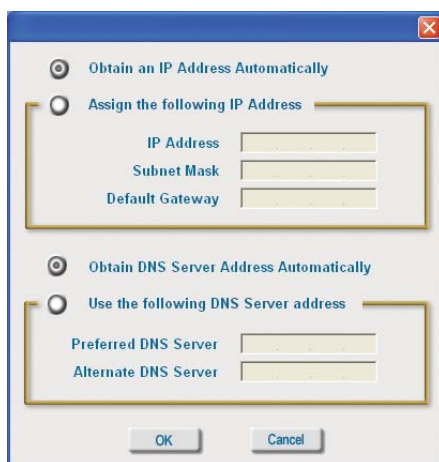 Obtain an IP Address Automatically
Assign the following IP Address
IP Address
Subnet Mask
Default Gateway
Obtain DNS Server Address Automatically
Use the following DNS Server address
Preferred DNS Server
Alternate DNS Server
OK Cancel